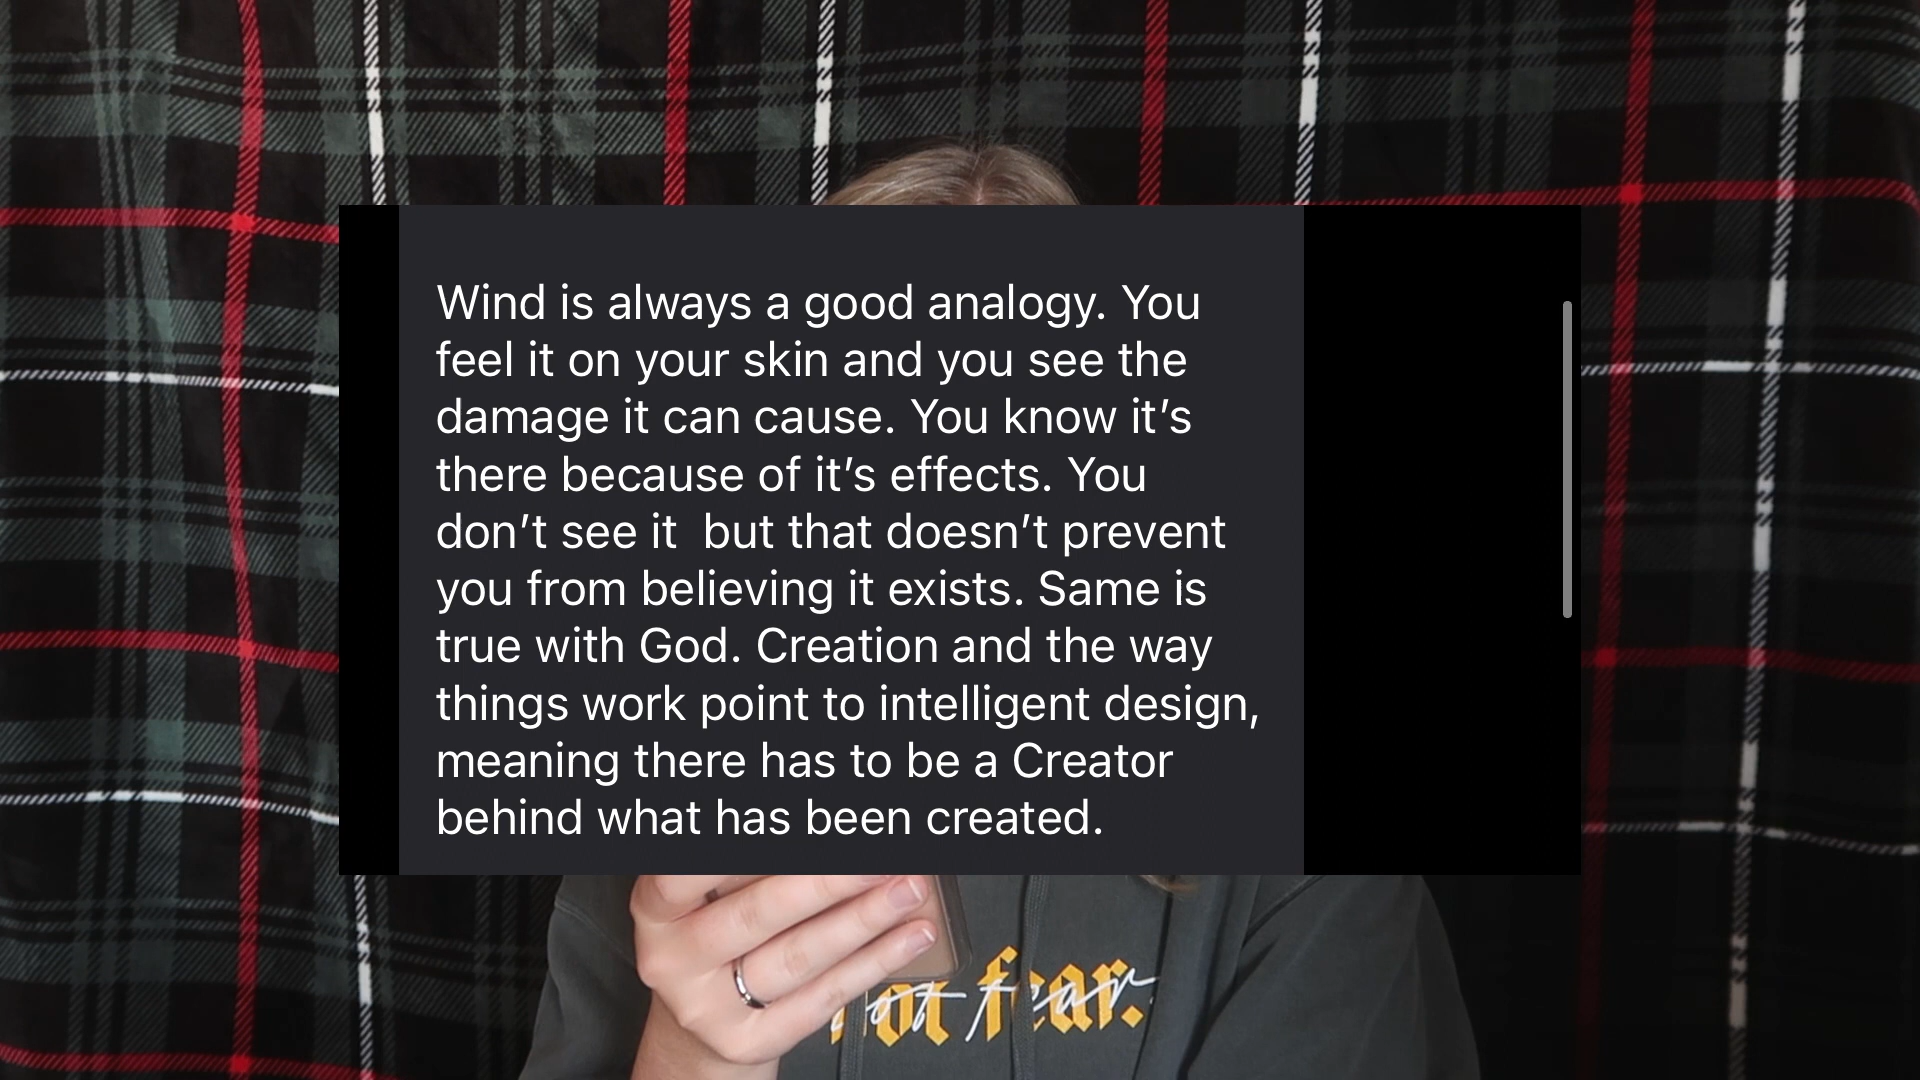 Wind is always a good analogy. You
feel it on your skin and you see the
damage it can cause. You know it’s
there because of it’s effects. You
don’t see it  but that doesn’t prevent
you from believing it exists. Same is
true with God. Creation and the way
things work point to intelligent design,
meaning there has to be a Creator
behind what has been created.
not fear.